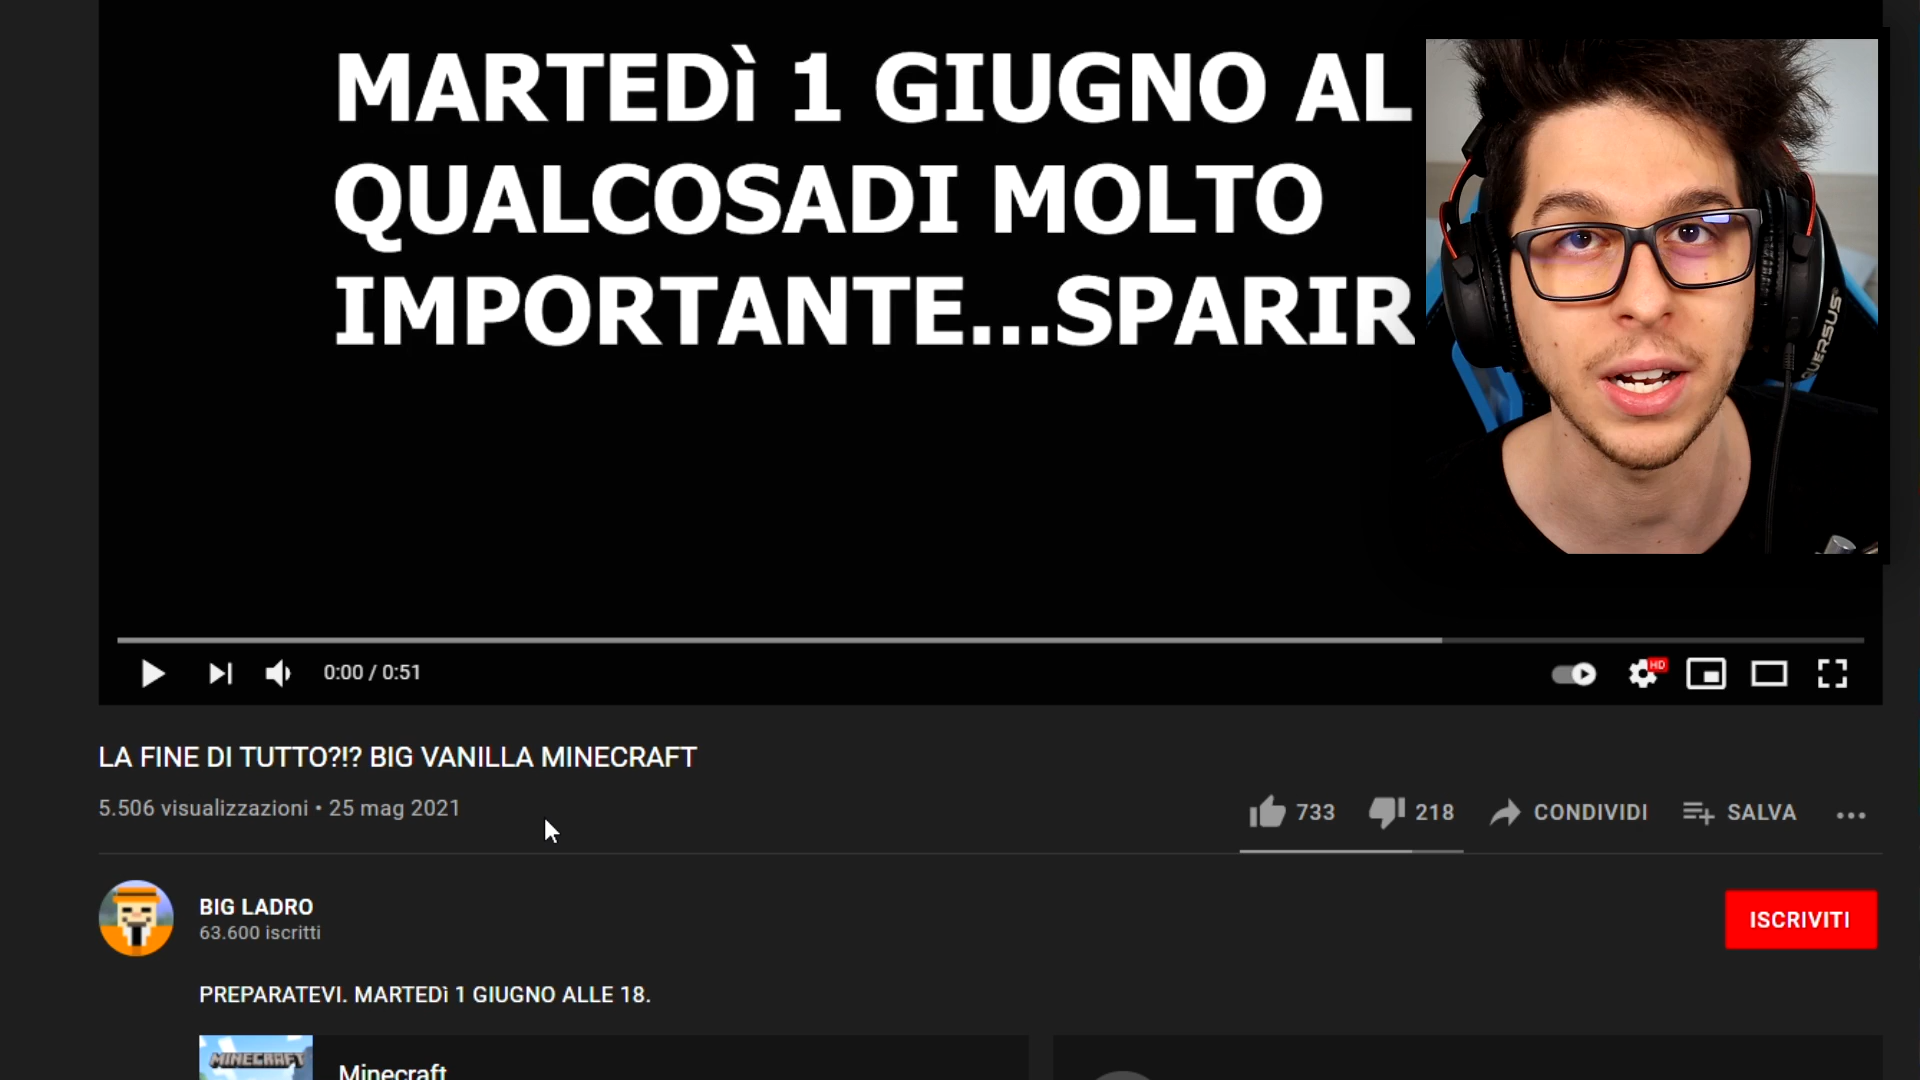 MARTEDì 1 GIUGNO AL
QUALCOSADI MOLTO
IMPORTANTE...SPARIR
QUERSUS
0:00 / 0:51
HD
LA FINE DI TUTTO?!? BIG VANILLA MINECRAFT
5.506 visualizzazioni • 25 mag 2021
733
218
CONDIVIDI
SALVA
BIG LADRO
63.600 iscritti
ISCRIVITI
PREPARATEVI. MARTEDì 1 GIUGNO ALLE 18.
MINECRAFT
Minecraft